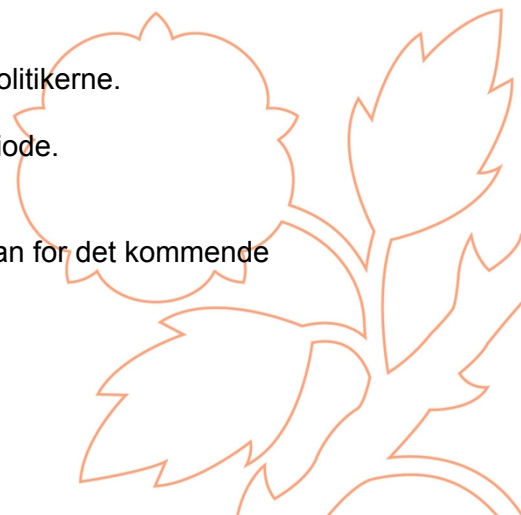 olitikerne.
iode.
an for det kommende